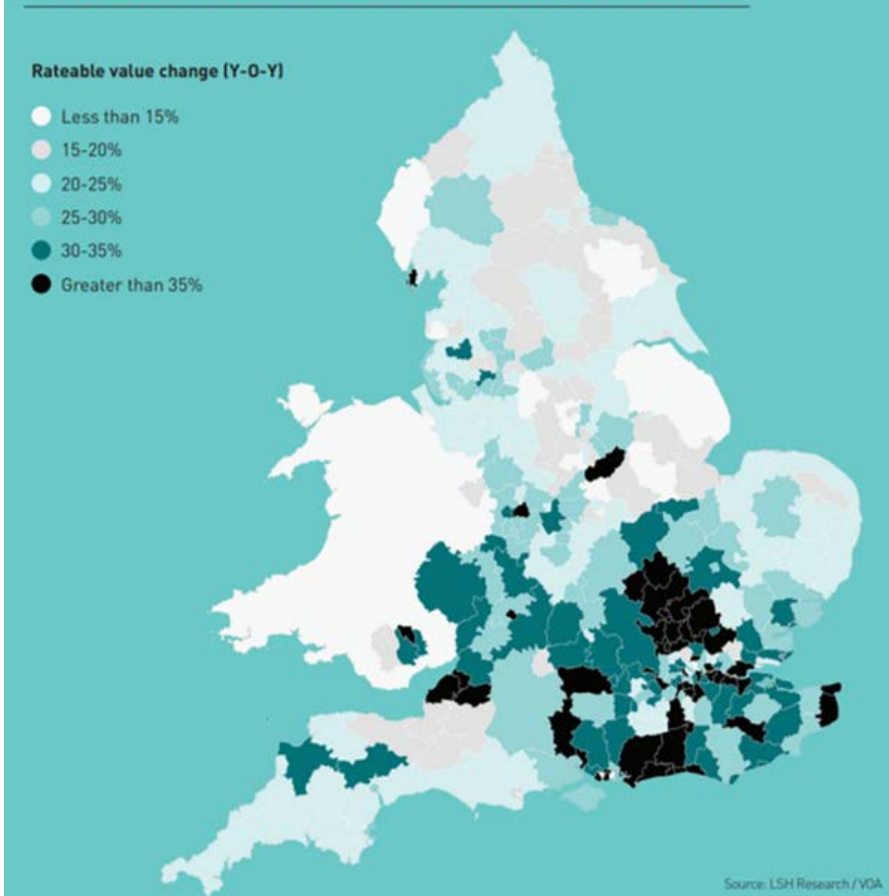 Rateable value change (Y-O-Y)
Less than 15%
15-20%
20-25%
25-30%
30-35%
Greater than 35%
Source: LSH Research / VOA